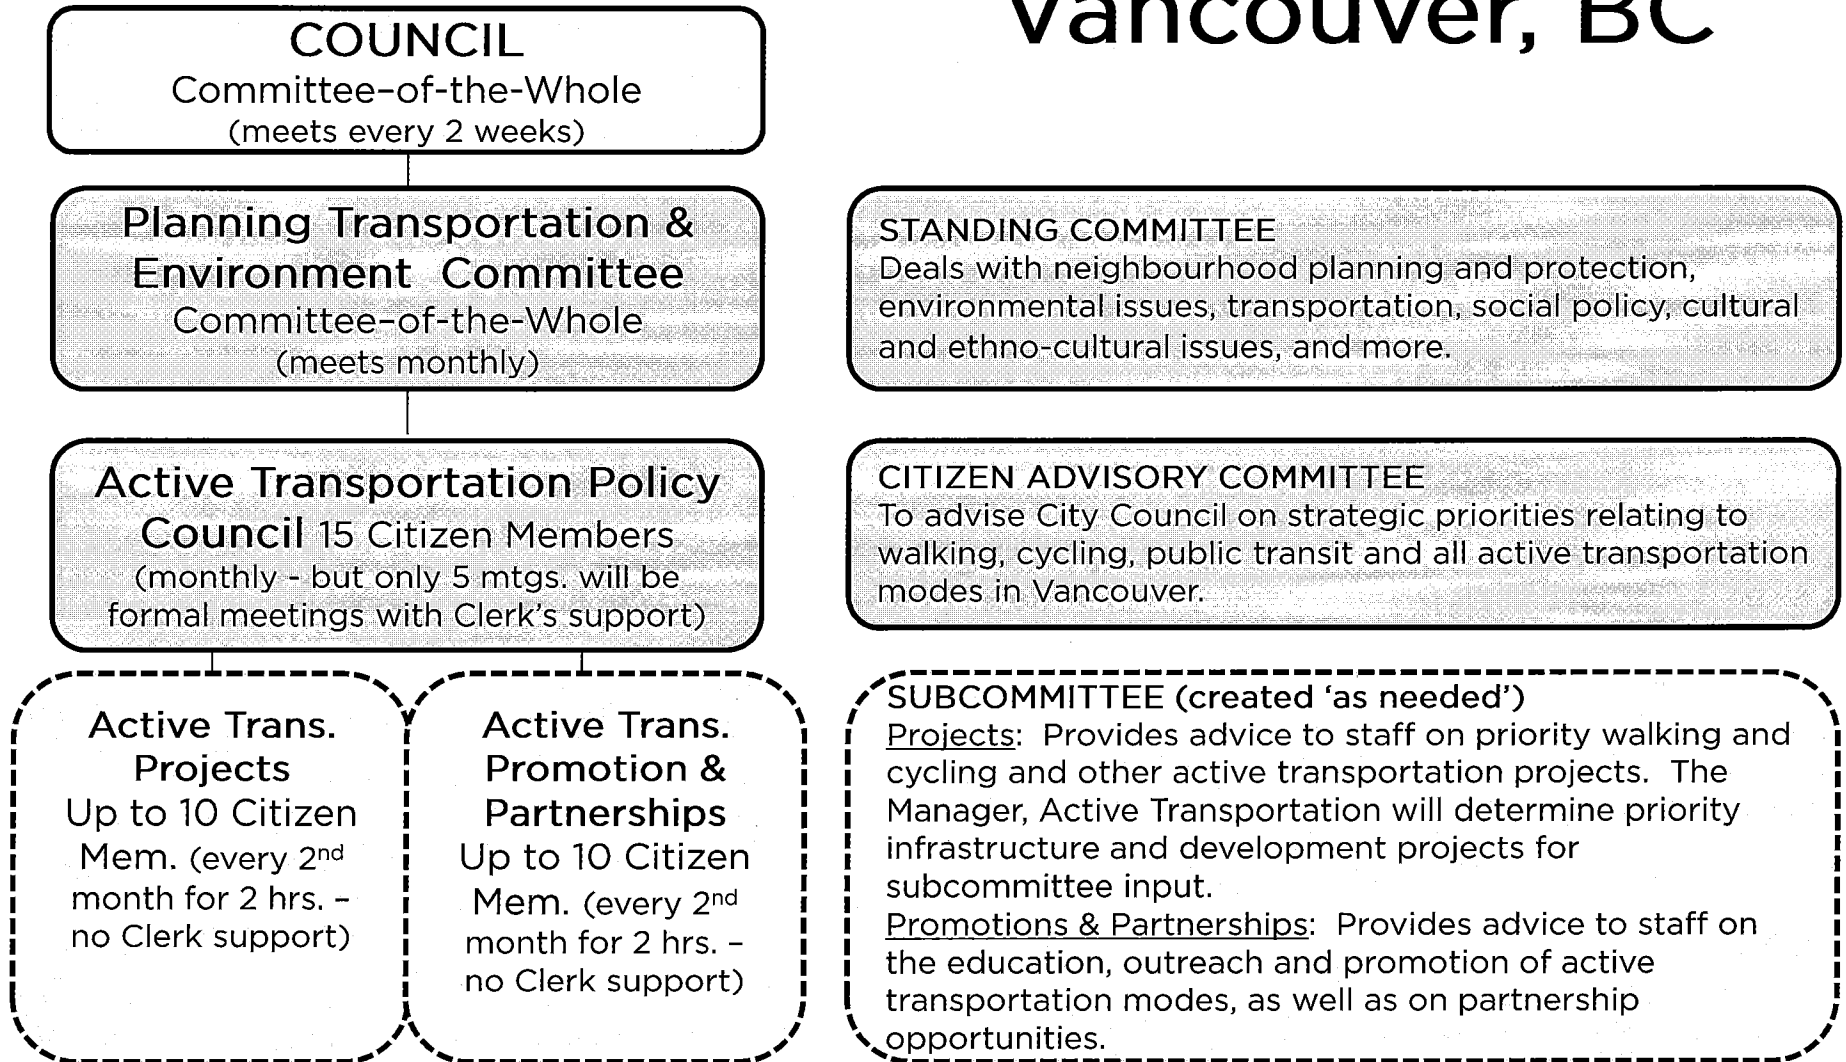 Vancouver, BC
COUNCIL
Committee-of-the-Whole
(meets every 2 weeks)
Planning Transportation &
Environment Committee
Committee-of-the-Whole
(meets monthly)
STANDING COMMITTEE
Deals with neighbourhood planning and protection,
environmental issues, transportation, social policy, cultural
and ethno-cultural issues, and more.
Active Transportation Policy
Council 15 Citizen Members
(monthly - but only 5 mtgs. will be
formal meetings with Clerk's support)
CITIZEN ADVISORY COMMITTEE
To advise City Council on strategic priorities relating to
walking, cycling, public transit and all active transportation
modes in Vancouver.
Active Trans.
Projects
Up to 10 Citizen
Mem. (every 2nd
month for 2 hrs. –
no Clerk support)
Active Trans.
Promotion &
Partnerships
Up to 10 Citizen
Mem. (every 2nd
month for 2 hrs. –
no Clerk support)
SUBCOMMITTEE (created ‘as needed’)
Projects: Provides advice to staff on priority walking and
cycling and other active transportation projects. The
Manager, Active Transportation will determine priority
infrastructure and development projects for
subcommittee input.
Promotions & Partnerships: Provides advice to staff on
the education, outreach and promotion of active
transportation modes, as well as on partnership
opportunities.